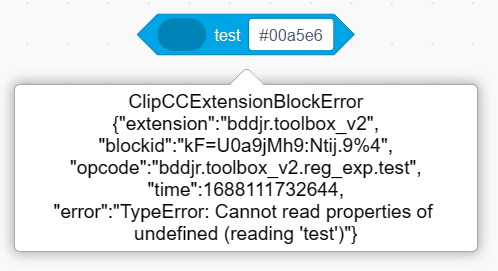 test #00a5e6
ClipCCExtensionBlockError
{"extension":"bddjr.toolbox_v2",
"blockid":"kF=U0a9jMh9:Ntij.9%4",
"opcode":"bddjr.toolbox_v2.reg_exp.test",
"time":1688111732644,
"error":"TypeError: Cannot read properties of
undefined (reading 'test')"}